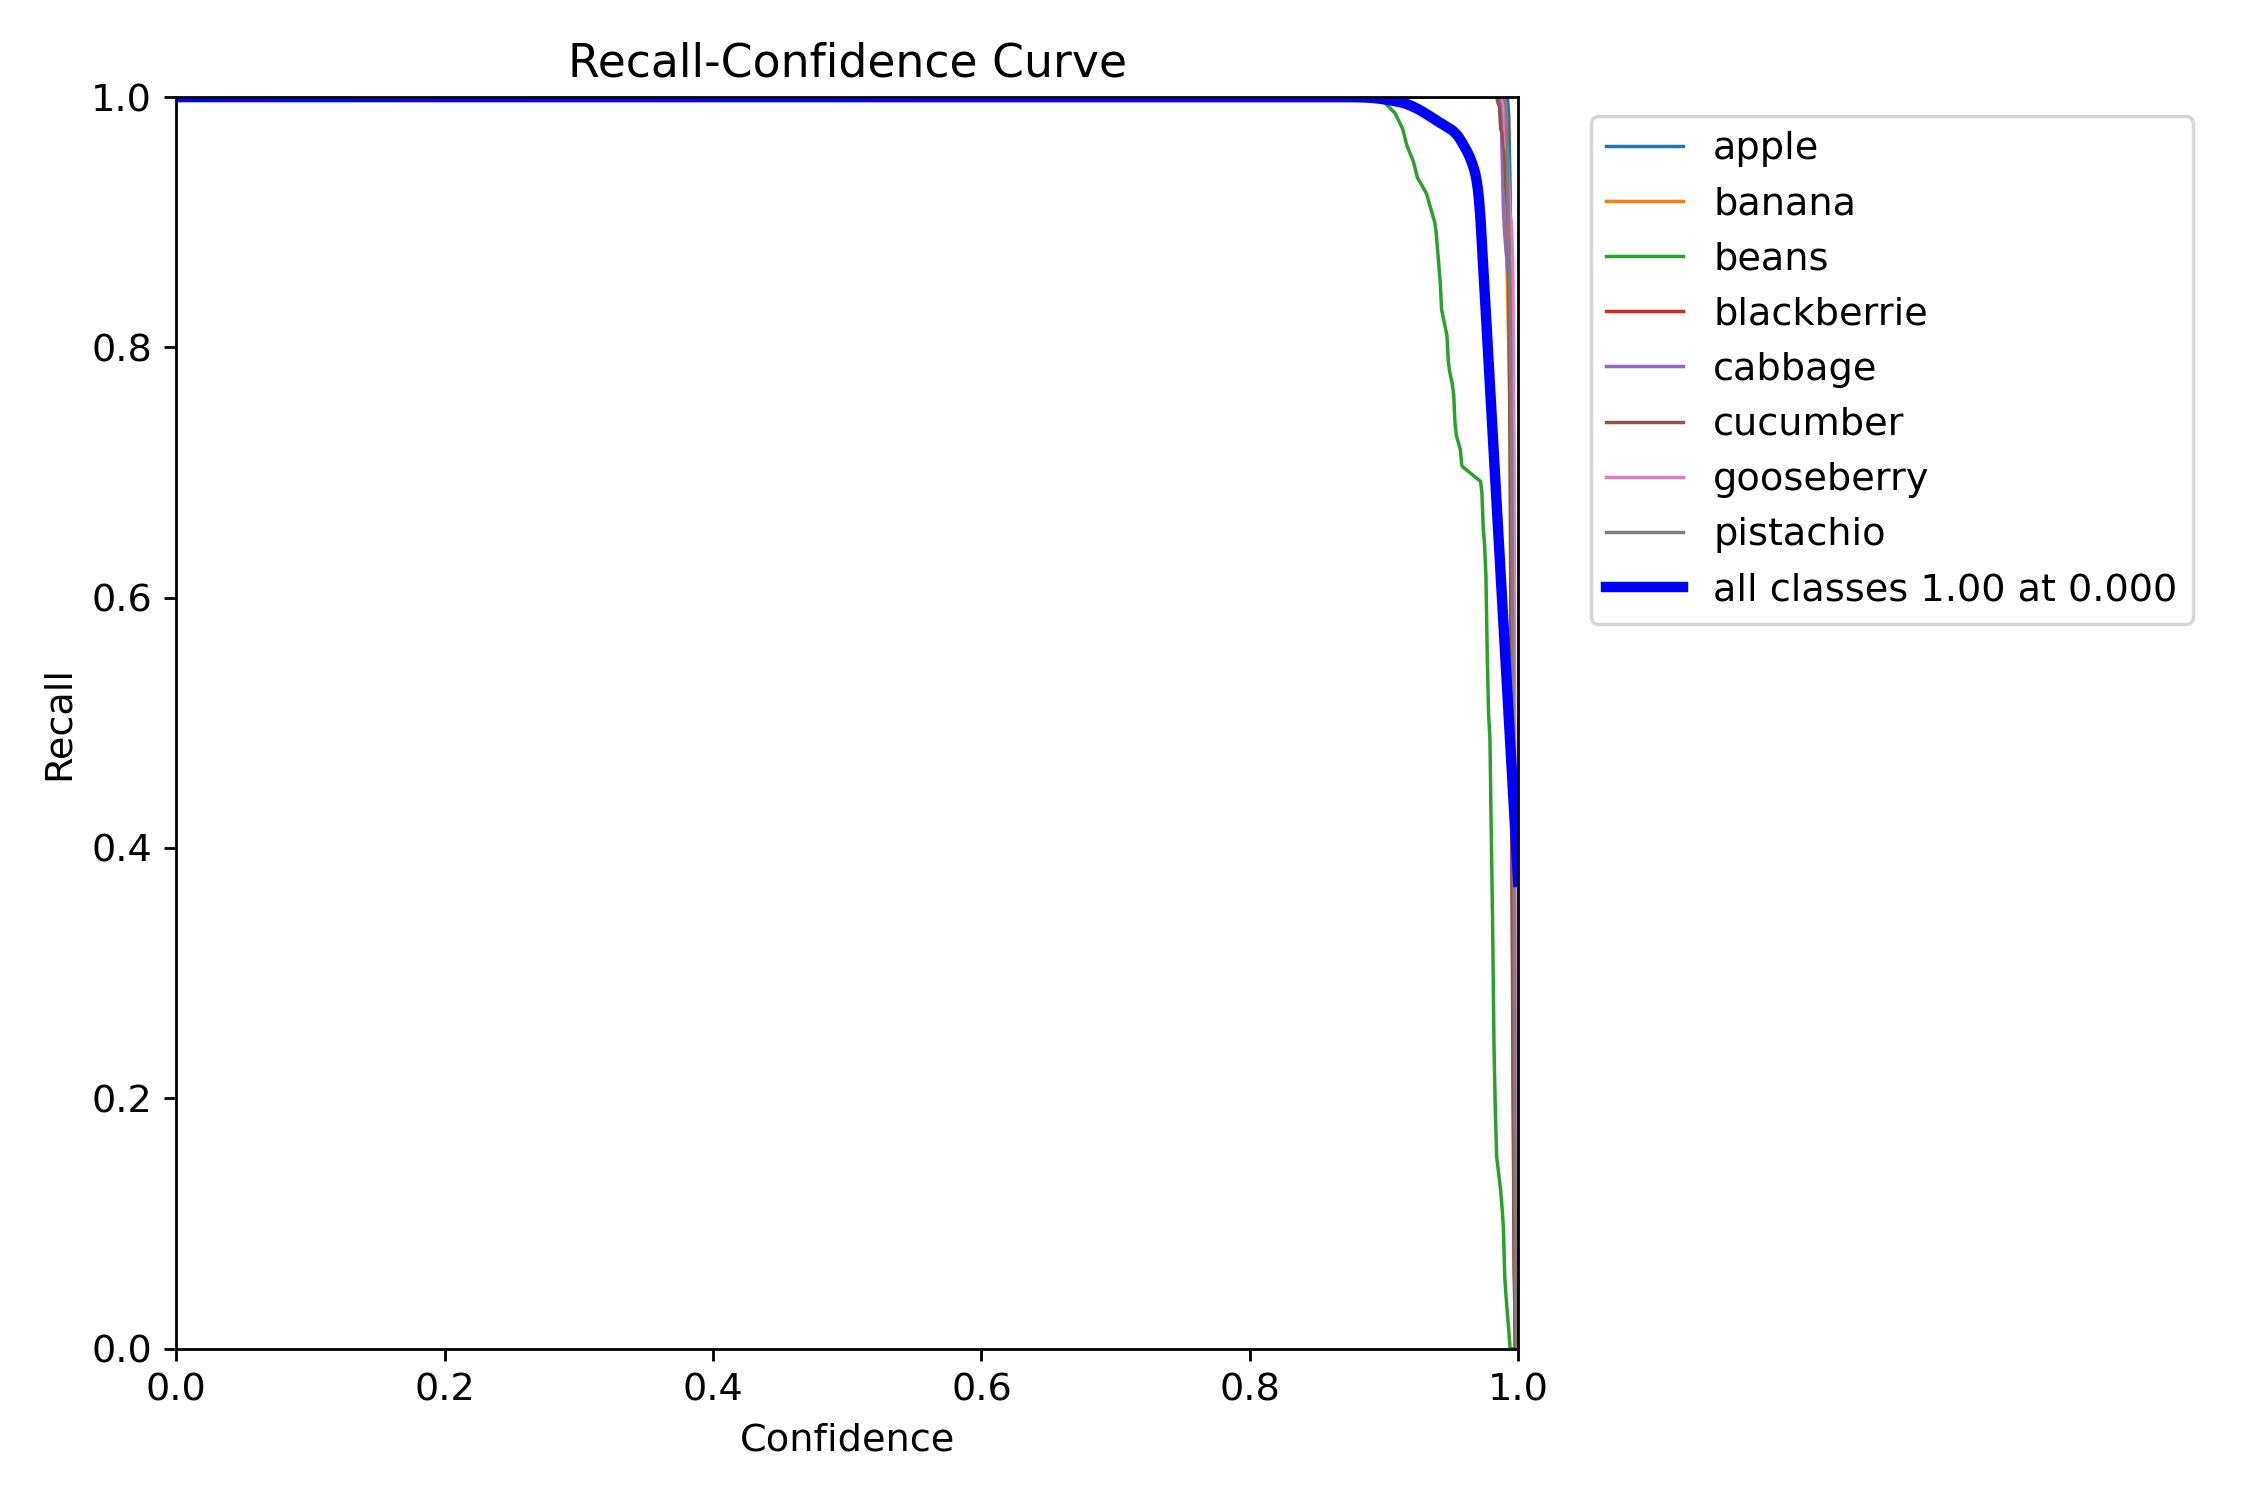 Recall-Confidence Curve
1.0
0.8
0.6
0.4
0.2
0.0
Recall
0.0 0.2 0.4 0.6 0.8 1.0
Confidence
apple
banana
beans
blackberrie
cabbage
cucumber
gooseberry
pistachio
all classes 1.00 at 0.000